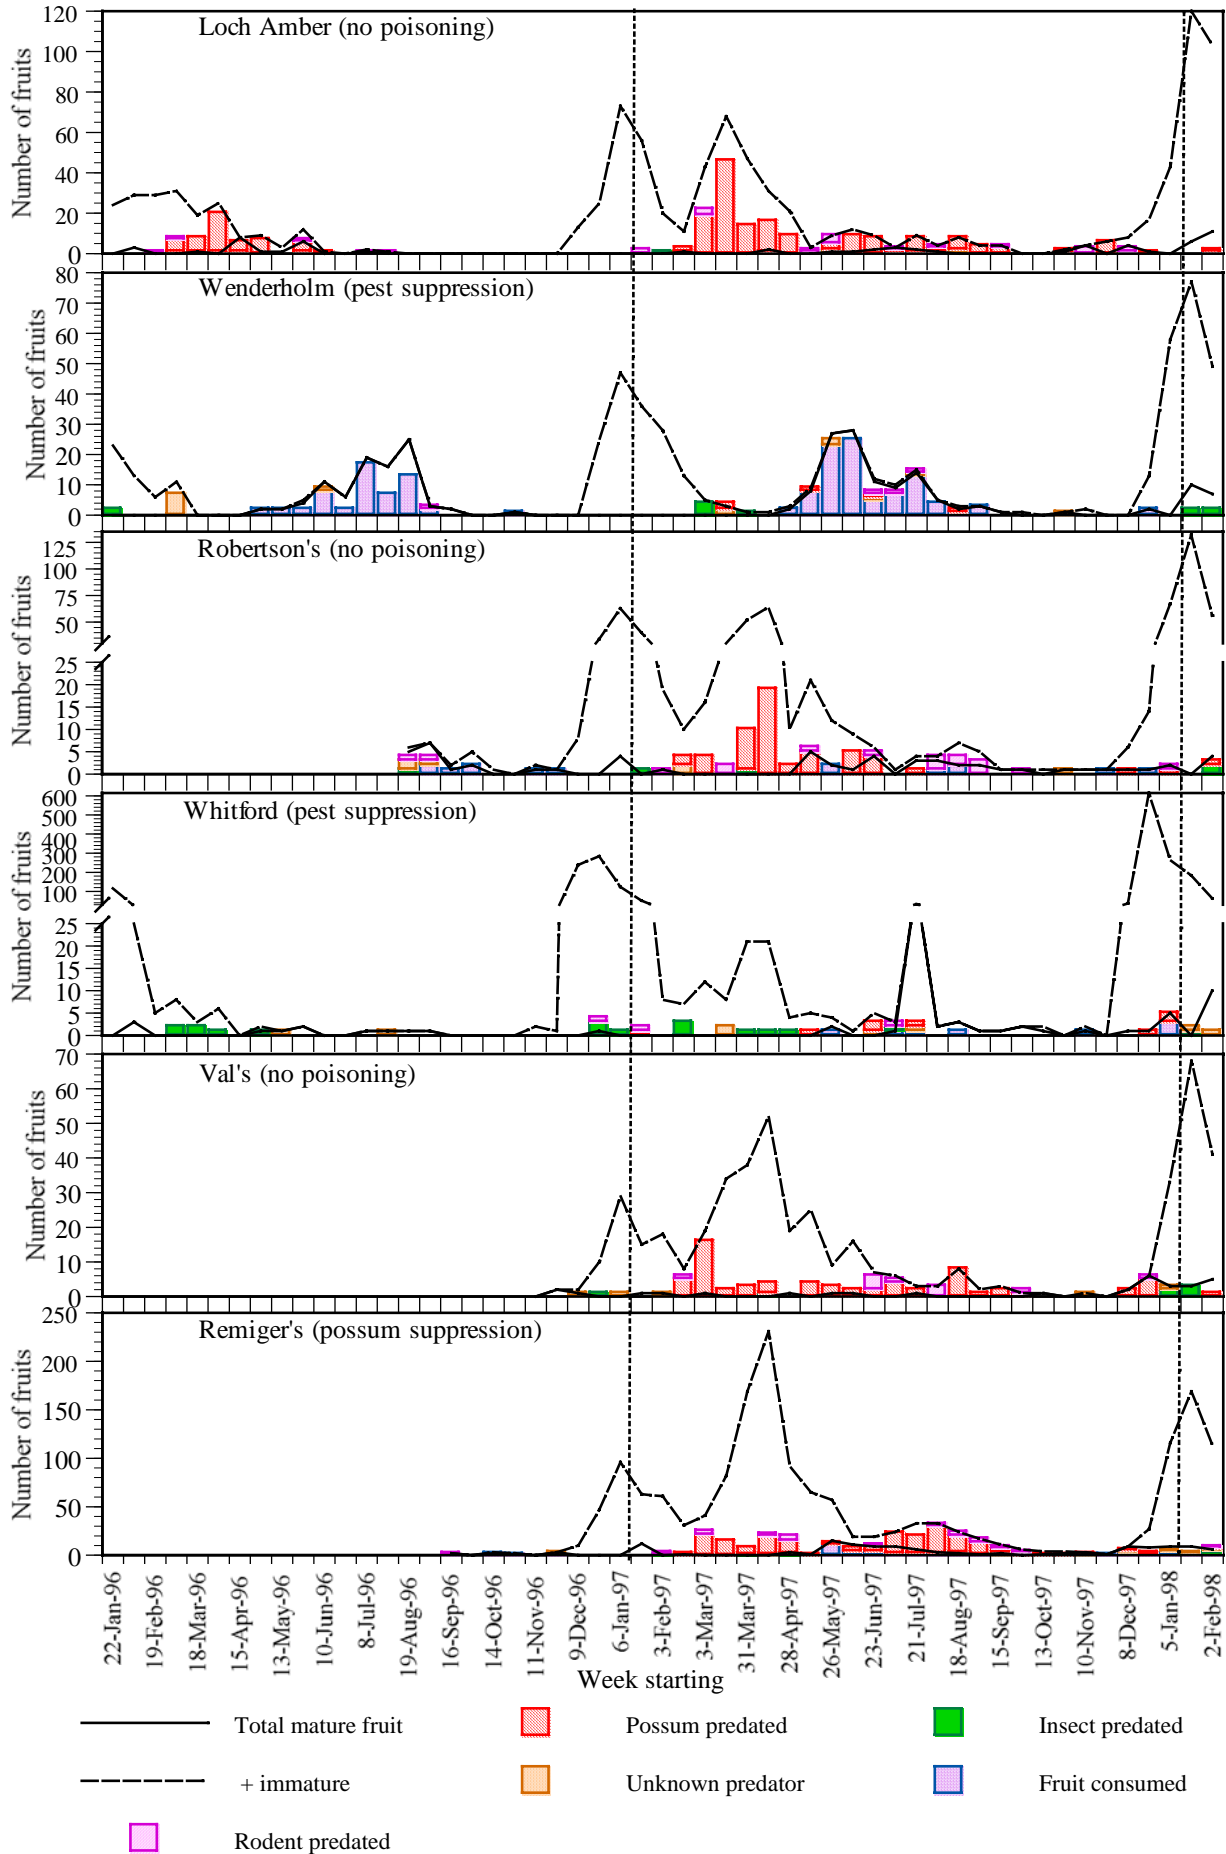 Loch Amber (no poisoning)
Number of fruits
120
100
80
60
40
20
0
Wenderholm (pest suppression)
Number of fruits
80
70
60
50
40
30
20
10
0
Robertson's (no poisoning)
Number of fruits
125
100
75
50
25
20
15
10
5
0
Whitford (pest suppression)
Number of fruits
600
500
400
300
200
100
25
20
15
10
5
0
Val's (no poisoning)
Number of fruits
70
60
50
40
30
20
10
0
Remiger's (possum suppression)
Number of fruits
250
200
150
100
50
0
22-Jan-96
19-Feb-96
18-Mar-96
15-Apr-96
13-May-96
10-Jun-96
8-Jul-96
19-Aug-96
16-Sep-96
14-Oct-96
11-Nov-96
9-Dec-96
6-Jan-97
3-Feb-97
3-Mar-97
31-Mar-97
28-Apr-97
26-May-97
23-Jun-97
21-Jul-97
18-Aug-97
15-Sep-97
13-Oct-97
10-Nov-97
8-Dec-97
5-Jan-98
2-Feb-98
Week starting
Total mature fruit
Possum predated
Insect predated
+ immature
Unknown predator
Fruit consumed
Rodent predated